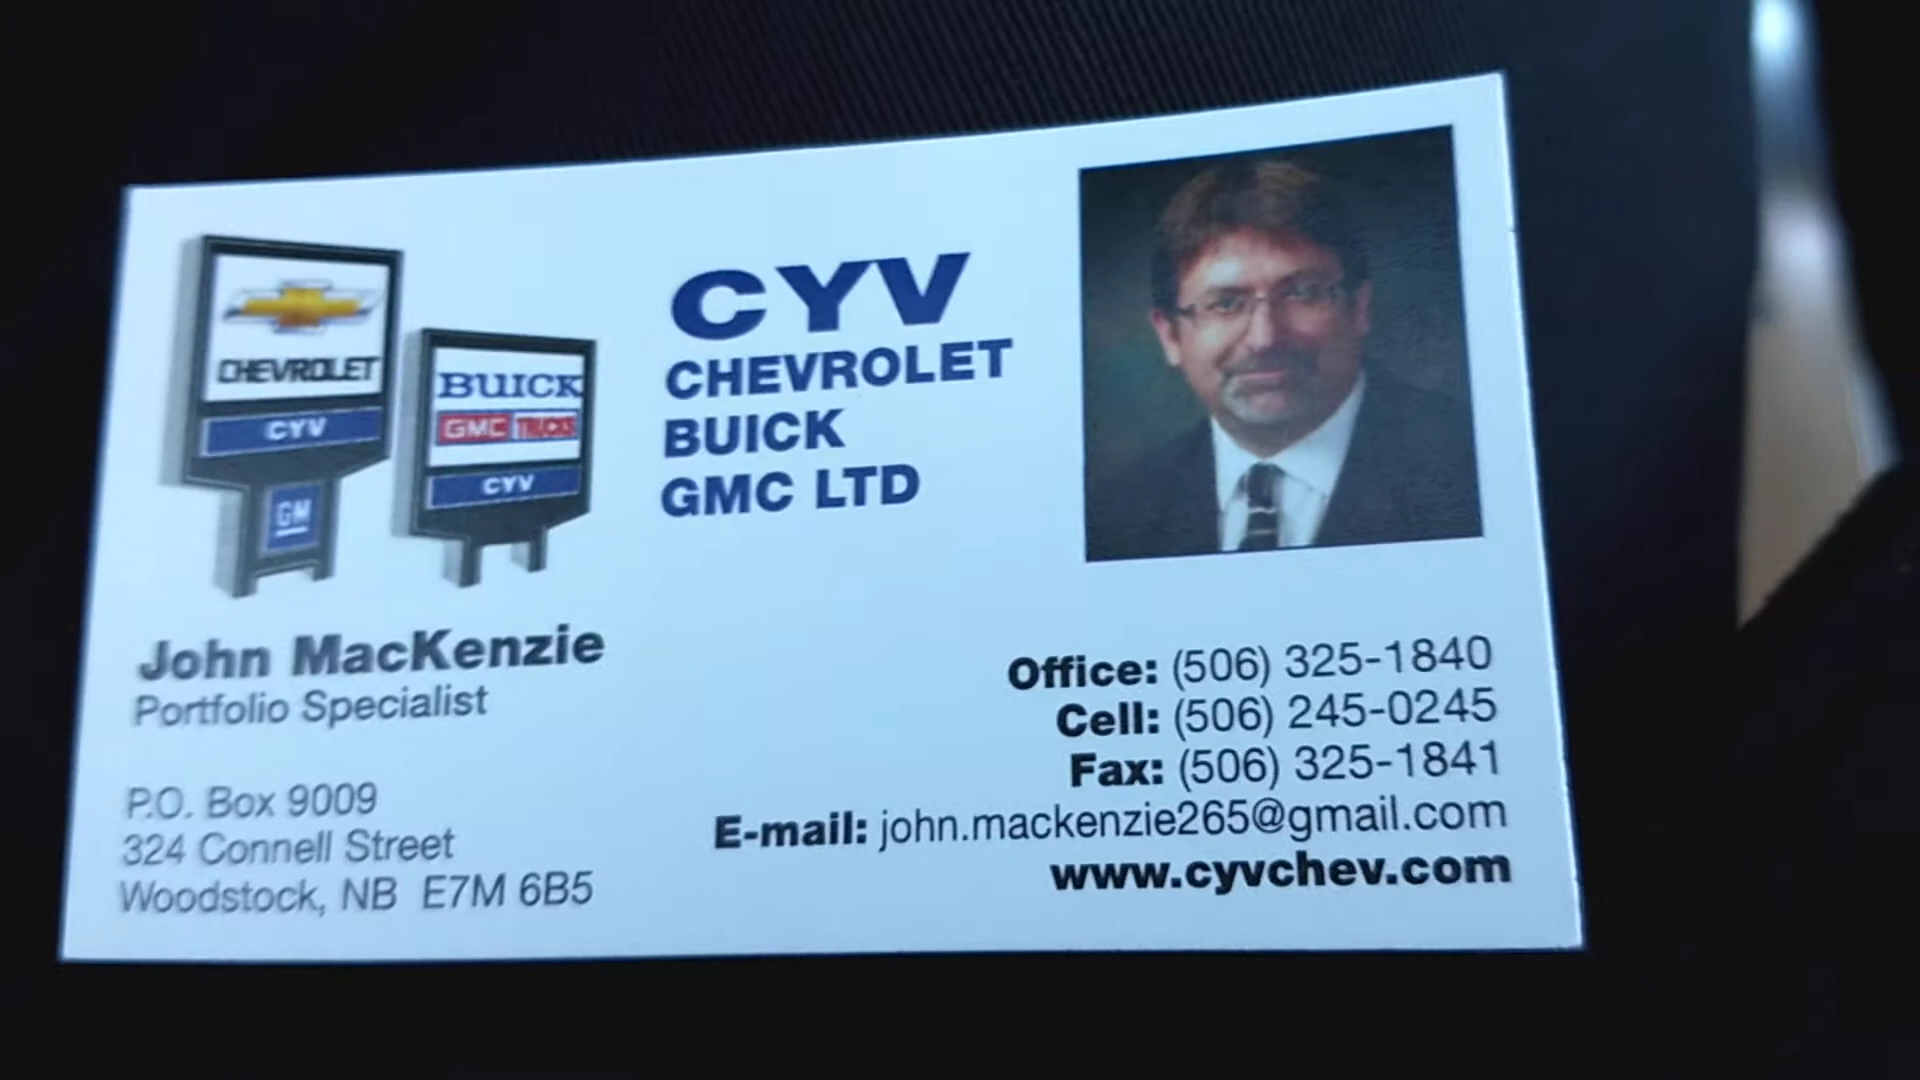 CHEVROLET
CYV
GM
BUICK
GMC TRUCKS
CYV
CYV
CHEVROLET
BUICK
GMC LTD
John MacKenzie
Portfolio Specialist
P.O. Box 9009
324 Connell Street
Woodstock, NB E7M 6B5
Office: (506) 325-1840
Cell: (506) 245-0245
Fax: (506) 325-1841
E-mail: john.mackenzie265@gmail.com
www.cyvchev.com